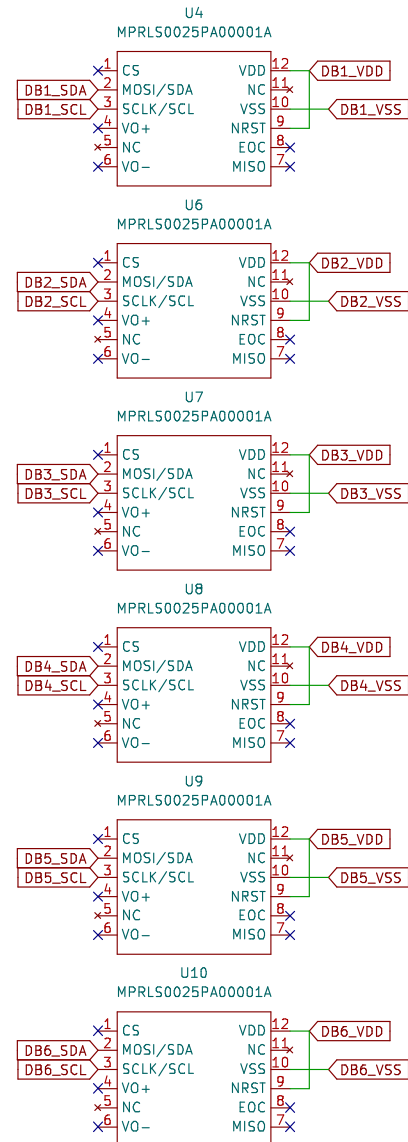 U4
MPRLS0025PA00001A
1 CS VDD 12 DB1_VDD
DB1_SDA 2 MOSI/SDA NC 11
DB1_SCL 3 SCLK/SCL VSS 10 DB1_VSS
4 VO+ NRST 9
5 NC EOC 8
6 VO- MISO 7
U6
MPRLS0025PA00001A
1 CS VDD 12 DB2_VDD
DB2_SDA 2 MOSI/SDA NC 11
DB2_SCL 3 SCLK/SCL VSS 10 DB2_VSS
4 VO+ NRST 9
5 NC EOC 8
6 VO- MISO 7
U7
MPRLS0025PA00001A
1 CS VDD 12 DB3_VDD
DB3_SDA 2 MOSI/SDA NC 11
DB3_SCL 3 SCLK/SCL VSS 10 DB3_VSS
4 VO+ NRST 9
5 NC EOC 8
6 VO- MISO 7
U8
MPRLS0025PA00001A
1 CS VDD 12 DB4_VDD
DB4_SDA 2 MOSI/SDA NC 11
DB4_SCL 3 SCLK/SCL VSS 10 DB4_VSS
4 VO+ NRST 9
5 NC EOC 8
6 VO- MISO 7
U9
MPRLS0025PA00001A
1 CS VDD 12 DB5_VDD
DB5_SDA 2 MOSI/SDA NC 11
DB5_SCL 3 SCLK/SCL VSS 10 DB5_VSS
4 VO+ NRST 9
5 NC EOC 8
6 VO- MISO 7
U10
MPRLS0025PA00001A
1 CS VDD 12 DB6_VDD
DB6_SDA 2 MOSI/SDA NC 11
DB6_SCL 3 SCLK/SCL VSS 10 DB6_VSS
4 VO+ NRST 9
5 NC EOC 8
6 VO- MISO 7